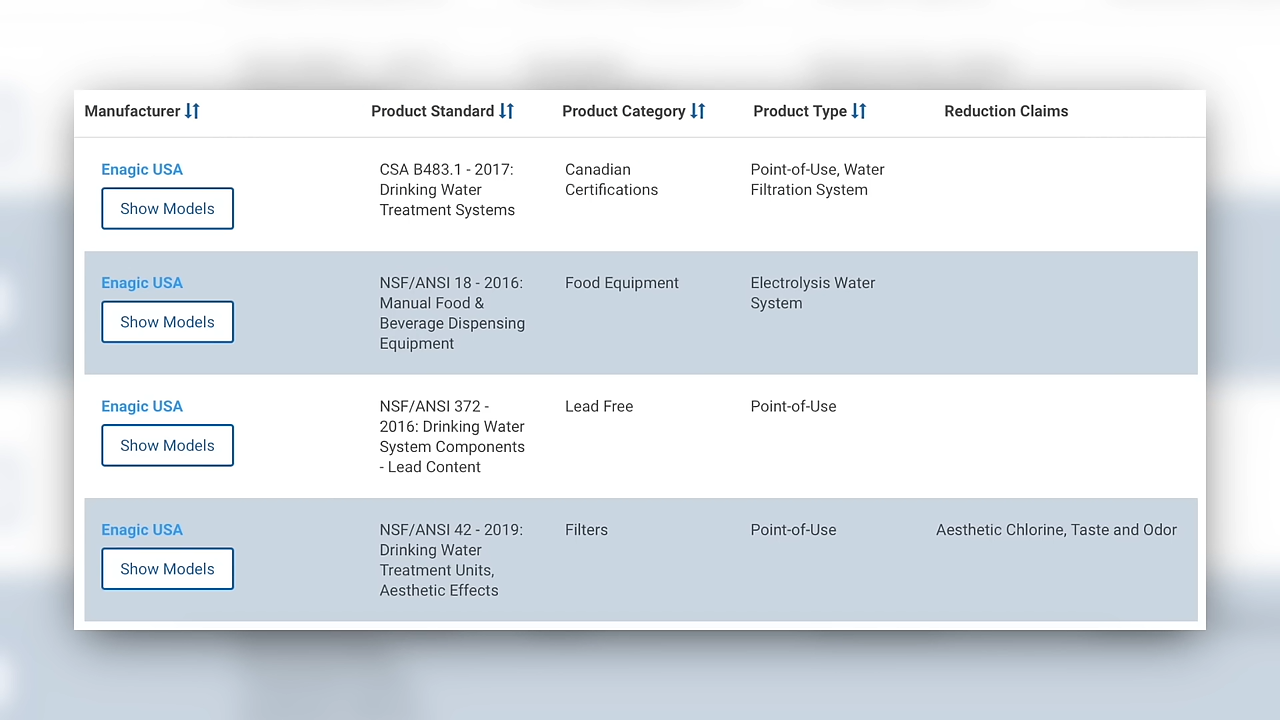 Manufacturer Product Standard Product Category Product Type Reduction Claims
Enagic USA
Show Models
CSA B483.1 - 2017:
Drinking Water
Treatment Systems
Canadian
Certifications
Point-of-Use, Water
Filtration System
Enagic USA
Show Models
NSF/ANSI 18 - 2016:
Manual Food &
Beverage Dispensing
Equipment
Food Equipment
Electrolysis Water
System
Enagic USA
Show Models
NSF/ANSI 372 -
2016: Drinking Water
System Components
- Lead Content
Lead Free
Point-of-Use
Enagic USA
Show Models
NSF/ANSI 42 - 2019:
Drinking Water
Treatment Units,
Aesthetic Effects
Filters
Point-of-Use
Aesthetic Chlorine, Taste and Odor